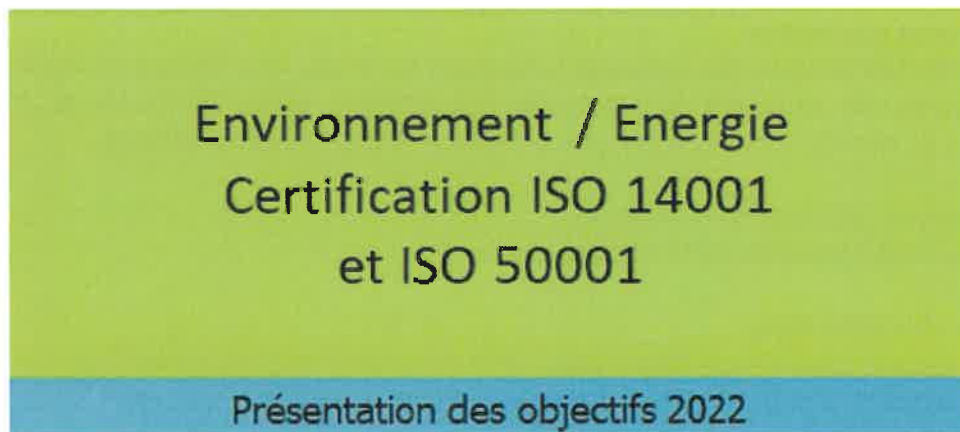 Environnement / Energie
Certification ISO 14001
et ISO 50001
Présentation des objectifs 2022